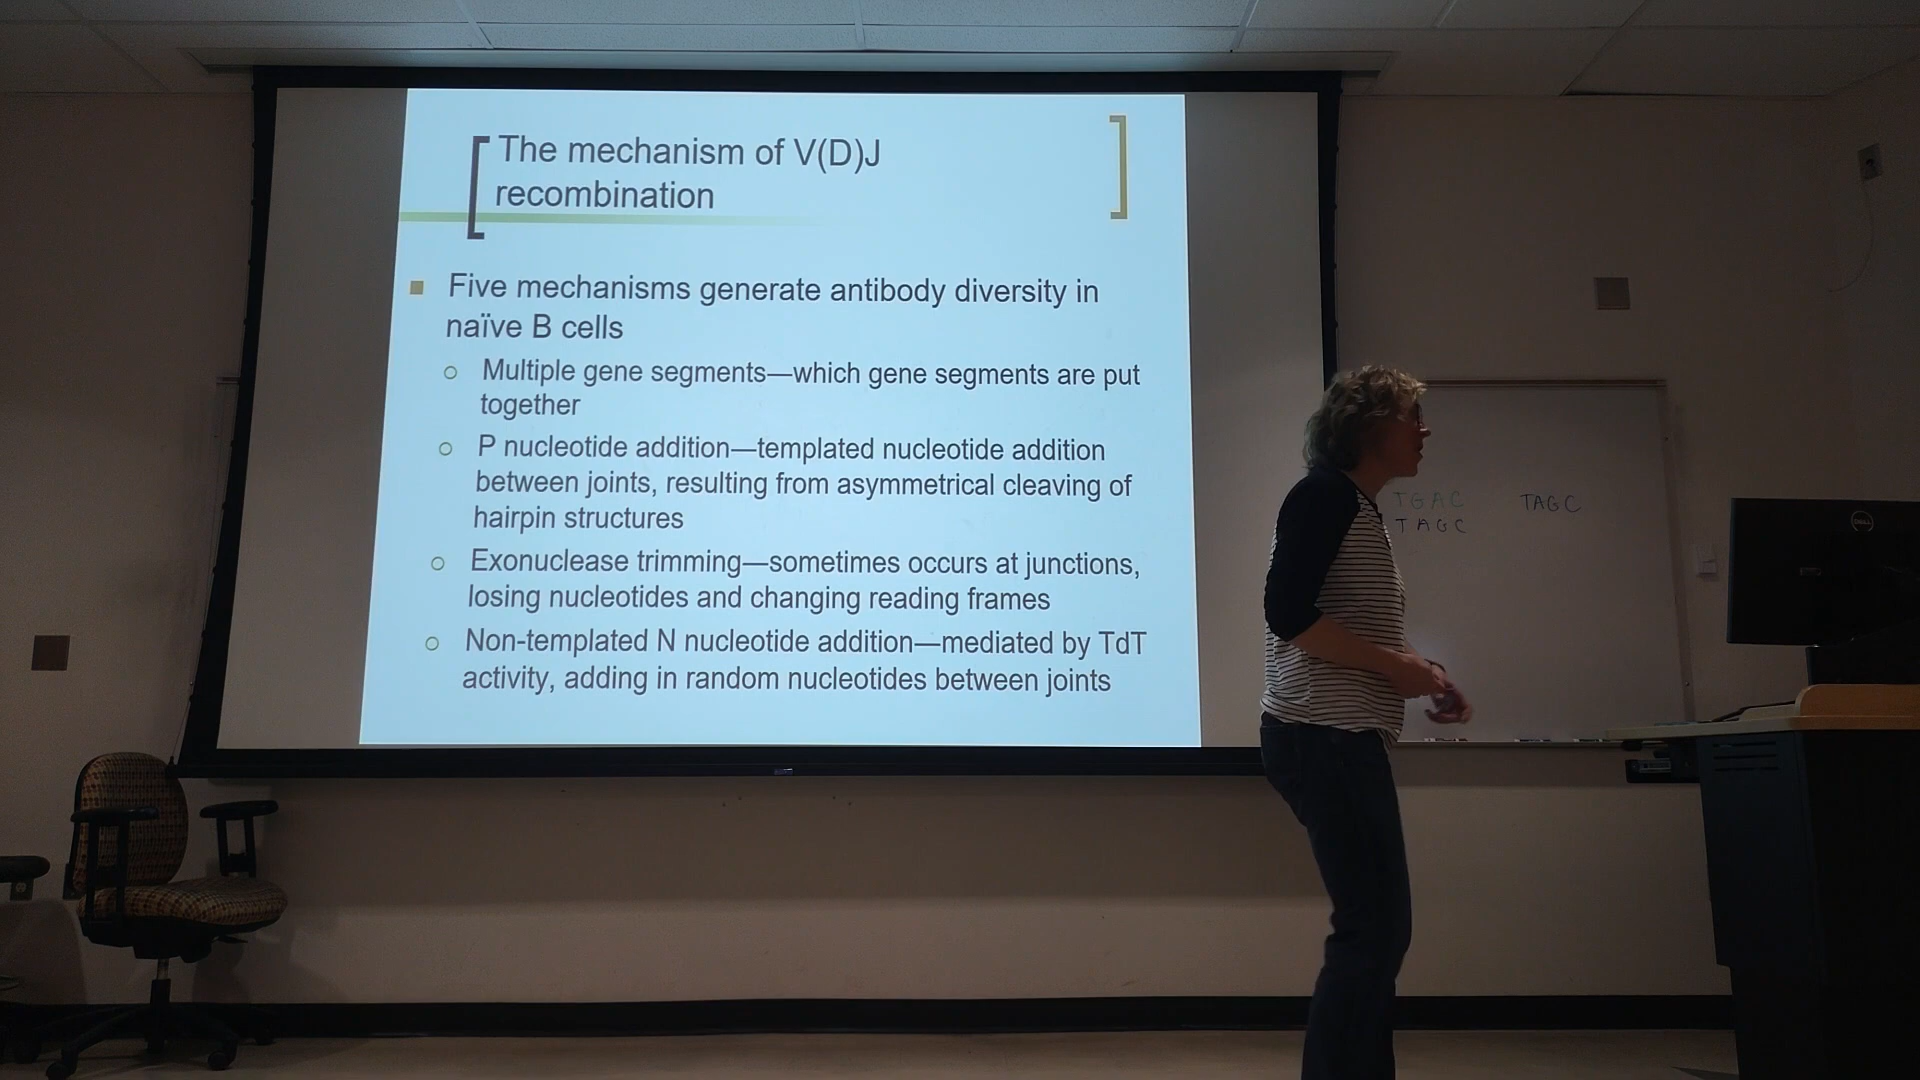 The mechanism of V(D)J
recombination
Five mechanisms generate antibody diversity in
naïve B cells
Multiple gene segments—which gene segments are put
together
P nucleotide addition—templated nucleotide addition
between joints, resulting from asymmetrical cleaving of
hairpin structures
Exonuclease trimming—sometimes occurs at junctions,
losing nucleotides and changing reading frames
Non-templated N nucleotide addition—mediated by TdT
activity, adding in random nucleotides between joints
TGAC
TAGC
TAGC
DELL